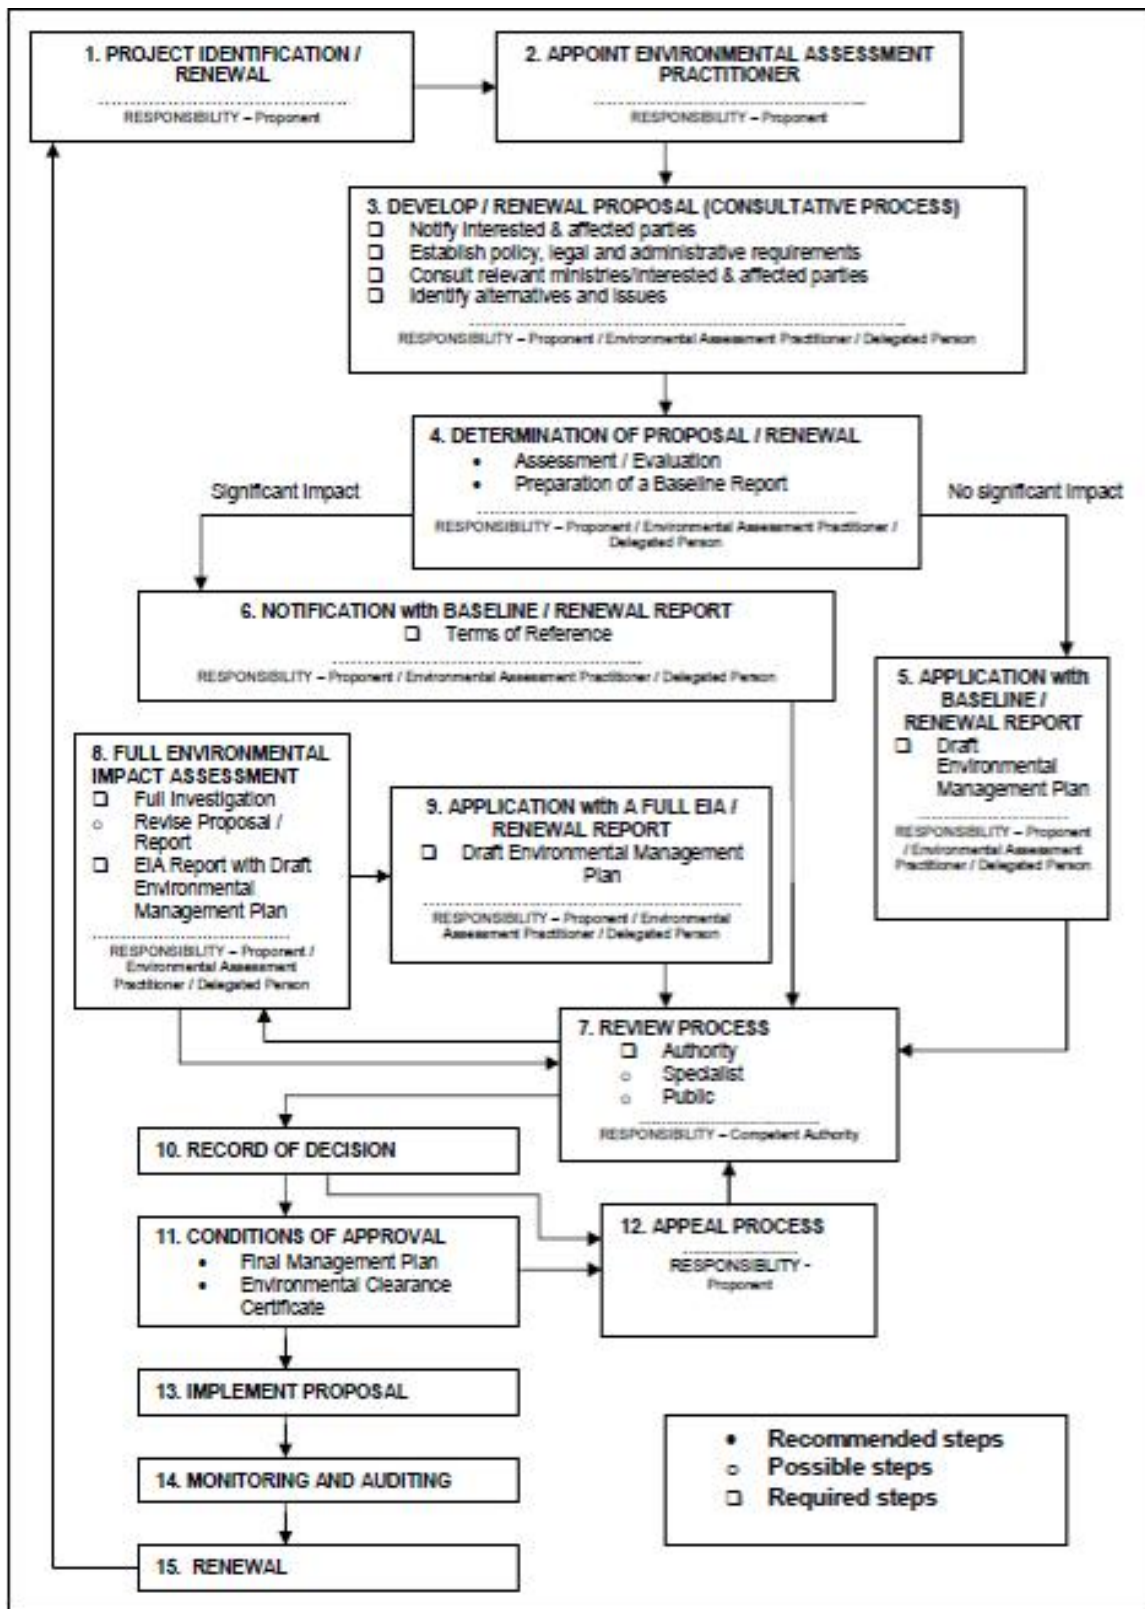 1. PROJECT IDENTIFICATION /
RENEWAL
RESPONSIBILITY – Proponent
2. APPOINT ENVIRONMENTAL ASSESSMENT
PRACTITIONER
RESPONSIBILITY – Proponent
3. DEVELOP / RENEWAL PROPOSAL (CONSULTATIVE PROCESS)
❑ Notify interested & affected parties
❑ Establish policy, legal and administrative requirements
❑ Consult relevant ministries/interested & affected parties
❑ Identify alternatives and issues
RESPONSIBILITY – Proponent / Environmental Assessment Practitioner / Delegated Person
4. DETERMINATION OF PROPOSAL / RENEWAL
• Assessment / Evaluation
• Preparation of a Baseline Report
RESPONSIBILITY – Proponent / Environmental Assessment Practitioner /
Delegated Person
Significant Impact
No significant impact
6. NOTIFICATION with BASELINE / RENEWAL REPORT
❑ Terms of Reference
RESPONSIBILITY – Proponent / Environmental Assessment Practitioner / Delegated Person
5. APPLICATION with
BASELINE /
RENEWAL REPORT
❑ Draft
Environmental
Management Plan
RESPONSIBILITY – Proponent
/ Environmental Assessment
Practitioner / Delegated Person
8. FULL ENVIRONMENTAL
IMPACT ASSESSMENT
❑ Full Investigation
○ Revise Proposal /
Report
❑ EIA Report with Draft
Environmental
Management Plan
RESPONSIBILITY – Proponent /
Environmental Assessment
Practitioner / Delegated Person
9. APPLICATION with A FULL EIA /
RENEWAL REPORT
❑ Draft Environmental Management
Plan
RESPONSIBILITY – Proponent / Environmental
Assessment Practitioner / Delegated Person
7. REVIEW PROCESS
❑ Authority
○ Specialist
○ Public
RESPONSIBILITY – Competent Authority
10. RECORD OF DECISION
11. CONDITIONS OF APPROVAL
• Final Management Plan
• Environmental Clearance
Certificate
12. APPEAL PROCESS
RESPONSIBLITY -
Proponent
13. IMPLEMENT PROPOSAL
14. MONITORING AND AUDITING
15. RENEWAL
• Recommended steps
○ Possible steps
❑ Required steps